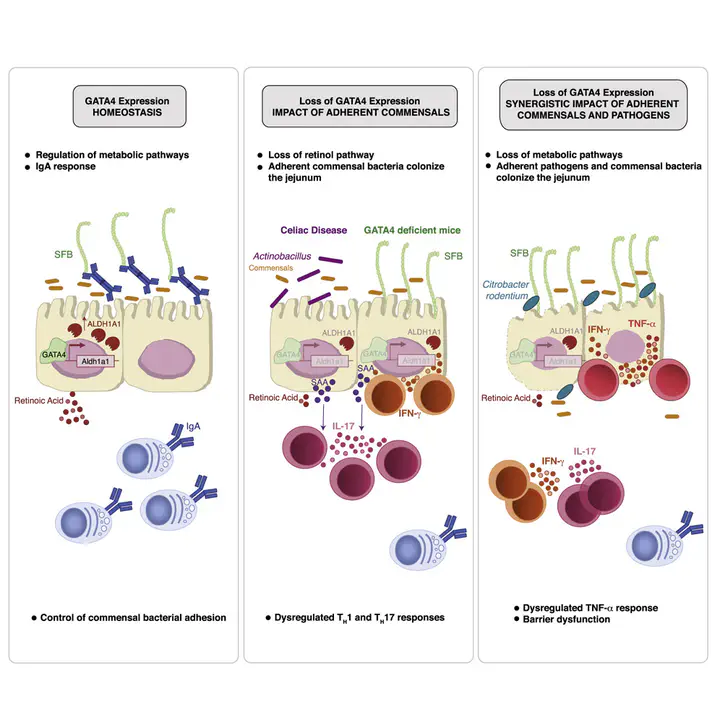 GATA4 Expression
HOMEOSTASIS
● Regulation of metabolic pathways
● IgA response
SFB
ALDH1A1
GATA4
Aldh1a1
Retinoic Acid
IgA
● Control of commensal bacterial adhesion
Loss of GATA4 Expression
IMPACT OF ADHERENT COMMENSALS
● Loss of retinol pathway
● Adherent commensal bacteria colonize
the jejunum
Celiac Disease
GATA4 deficient mice
Actinobacillus
Commensals
SFB
ALDH1A1
ALDH1A1
GATA4
Aldh1a1
GATA4
Aldh1a1
SAA
SAA
Retinoic Acid
IFN-γ
IL-17
● Dysregulated TH1 and TH17 responses
Loss of GATA4 Expression
SYNERGISTIC IMPACT OF ADHERENT
COMMENSALS AND PATHOGENS
● Loss of metabolic pathways
● Adherent pathogens and commensal bacteria
colonize the jejunum
SFB
Citrobacter
rodentium
ALDH1A1
IFN-γ
TNF-α
GATA4
Aldh1a1
Retinoic Acid
IFN-γ
IL-17
● Dysregulated TNF-α response
● Barrier dysfunction